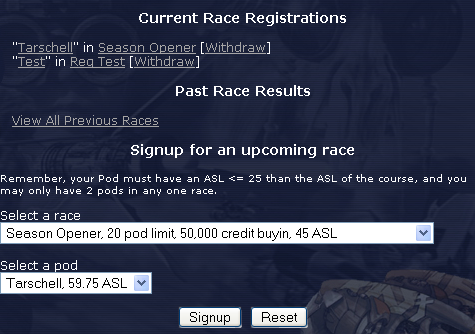 Current Race Registrations
"Tarschell" in Season Opener [Withdraw]
"Test" in Req Test [Withdraw]
Past Race Results
View All Previous Races
Signup for an upcoming race
Remember, your Pod must have an ASL <= 25 than the ASL of the course, and you
may only have 2 pods in any one race.
Select a race
Season Opener, 20 pod limit, 50,000 credit buyin, 45 ASL
Select a pod
Tarschell, 59.75 ASL
Signup Reset